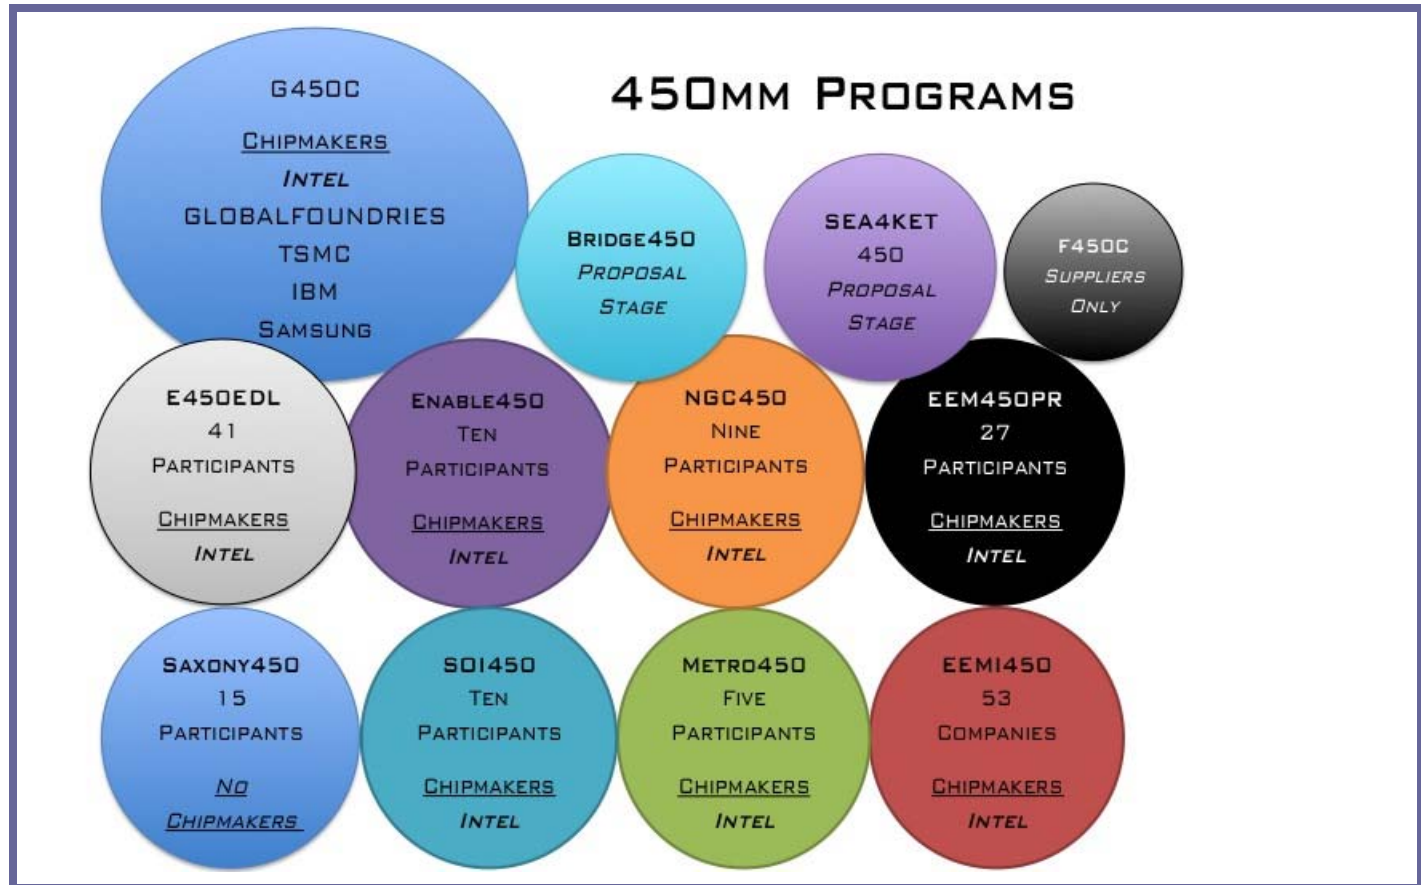 450mm Programs
G450C
Chipmakers
Intel
GLOBALFOUNDRIES
TSMC
IBM
Samsung
Bridge450
Proposal
Stage
SEA4KET
450
Proposal
Stage
F450C
Suppliers
Only
E450EDL
41
Participants
Chipmakers
Intel
Enable450
Ten
Participants
Chipmakers
Intel
NGC450
Nine
Participants
Chipmakers
Intel
EEM450PR
27
Participants
Chipmakers
Intel
Saxony450
15
Participants
No
Chipmakers
SOI450
Ten
Participants
Chipmakers
Intel
Metro450
Five
Participants
Chipmakers
Intel
EEMI450
53
Companies
Chipmakers
Intel